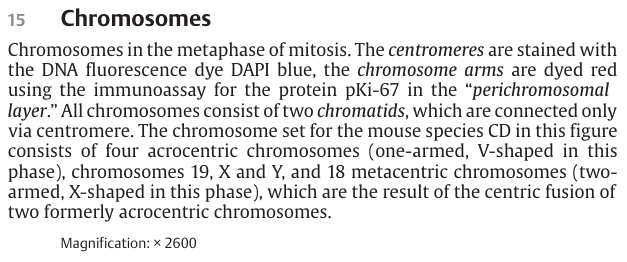 15 Chromosomes
Chromosomes in the metaphase of mitosis. The centromeres are stained with
the DNA fluorescence dye DAPI blue, the chromosome arms are dyed red
using the immunoassay for the protein pKi-67 in the “perichromosomal
layer.” All chromosomes consist of two chromatids, which are connected only
via centromere. The chromosome set for the mouse species CD in this figure
consists of four acrocentric chromosomes (one-armed, V-shaped in this
phase), chromosomes 19, X and Y, and 18 metacentric chromosomes (two-
armed, X-shaped in this phase), which are the result of the centric fusion of
two formerly acrocentric chromosomes.
Magnification: × 2600